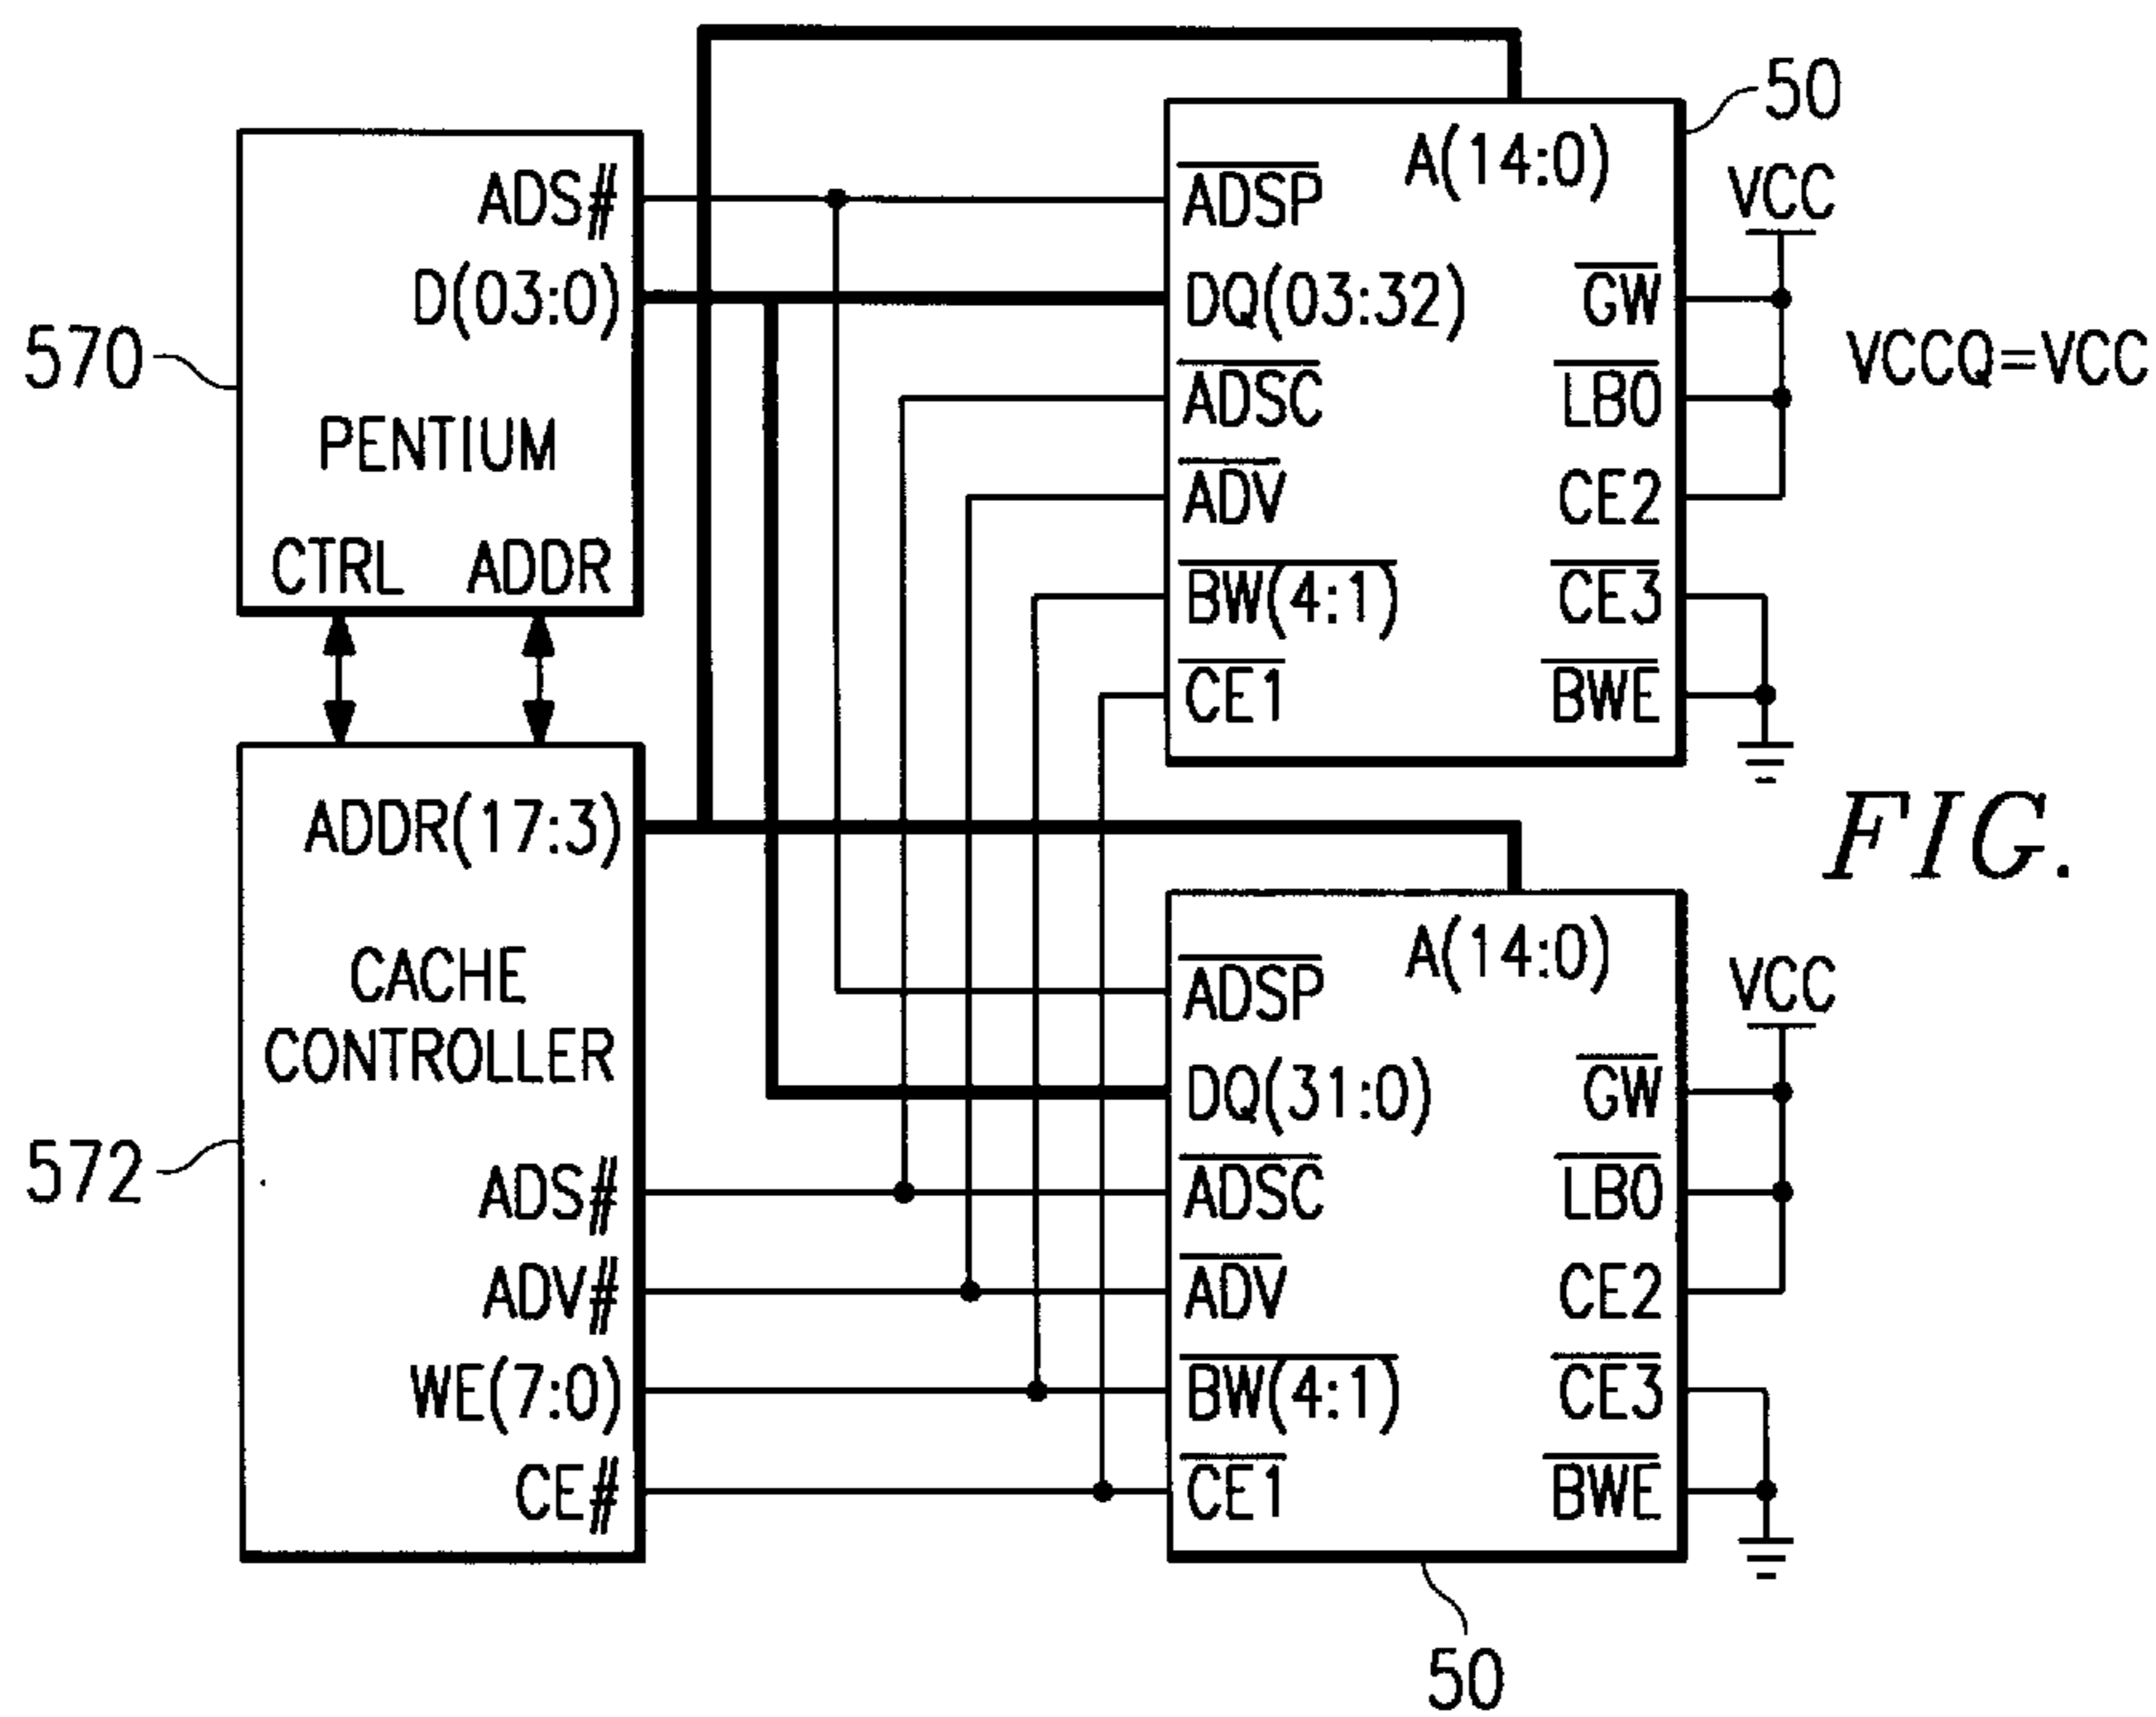 50
ADS#
D(03:0)
570
PENTIUM
CTRL ADDR
A(14:0)
ADSP
DQ(03:32)
ADSC
ADV
BW(4:1)
CE1
GW
LBO
CE2
CE3
BWE
VCC
VCCQ=VCC
FIG.
ADDR(17:3)
CACHE
CONTROLLER
572
ADS#
ADV#
WE(7:0)
CE#
A(14:0)
ADSP
DQ(31:0)
ADSC
ADV
BW(4:1)
CE1
GW
LBO
CE2
CE3
BWE
VCC
50